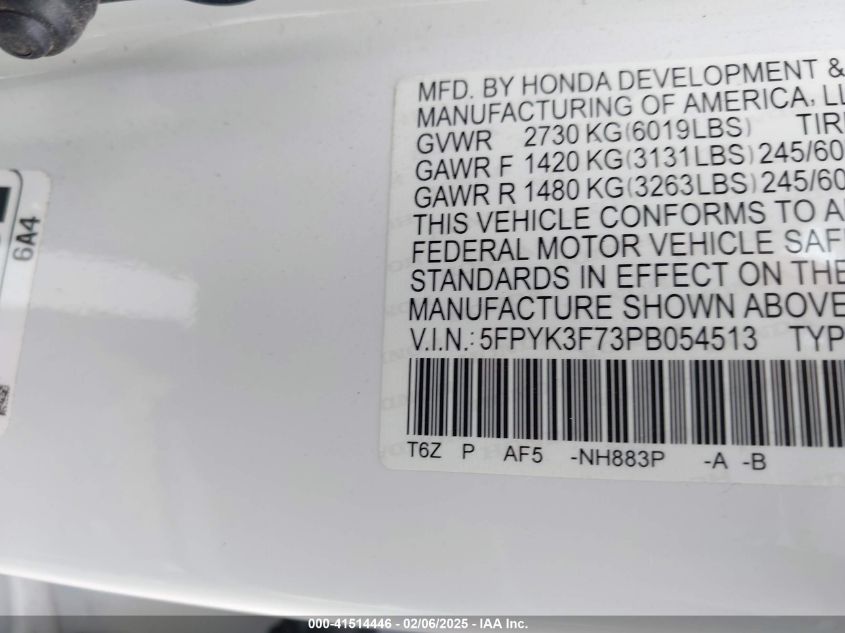 MFD. BY HONDA DEVELOPMENT &
MANUFACTURING OF AMERICA, LL
GVWR 2730 KG(6019LBS) TIR
GAWR F 1420 KG(3131LBS)245/60
GAWR R 1480 KG(3263LBS)245/60
THIS VEHICLE CONFORMS TO A
FEDERAL MOTOR VEHICLE SAF
STANDARDS IN EFFECT ON THE
MANUFACTURE SHOWN ABOVE
V.I.N.: 5FPYK3F73PB054513 TYP
T6Z P AF5 -NH883P -A -B
6A4
000-41514446 - 02/06/2025 - IAA Inc.